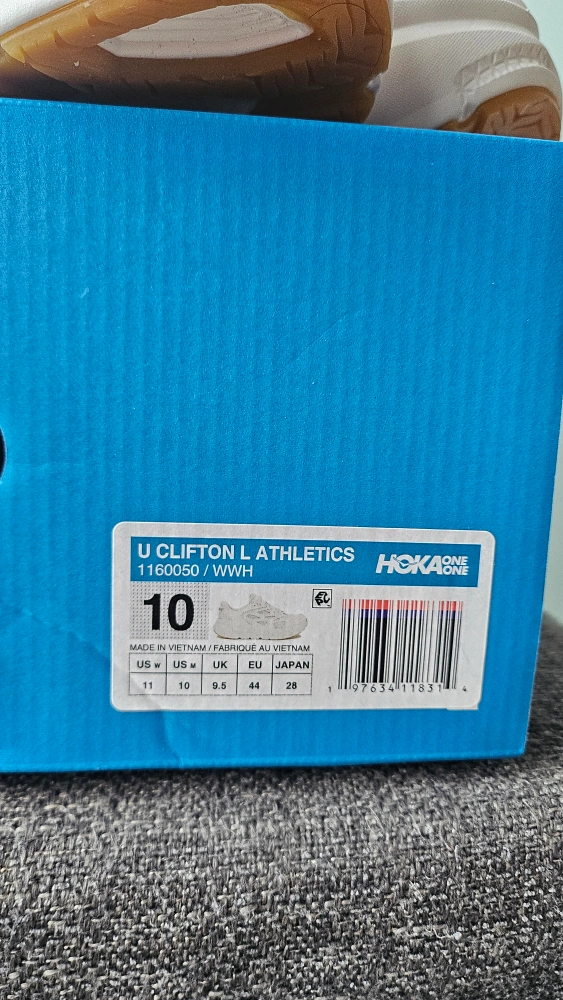 U CLIFTON L ATHLETICS
1160050 / WWH
HOKA ONE ONE
10
MADE IN VIETNAM / FABRIQUÉ AU VIETNAM
US W US M UK EU JAPAN
11 10 9.5 44 28
1 97634 11831 4